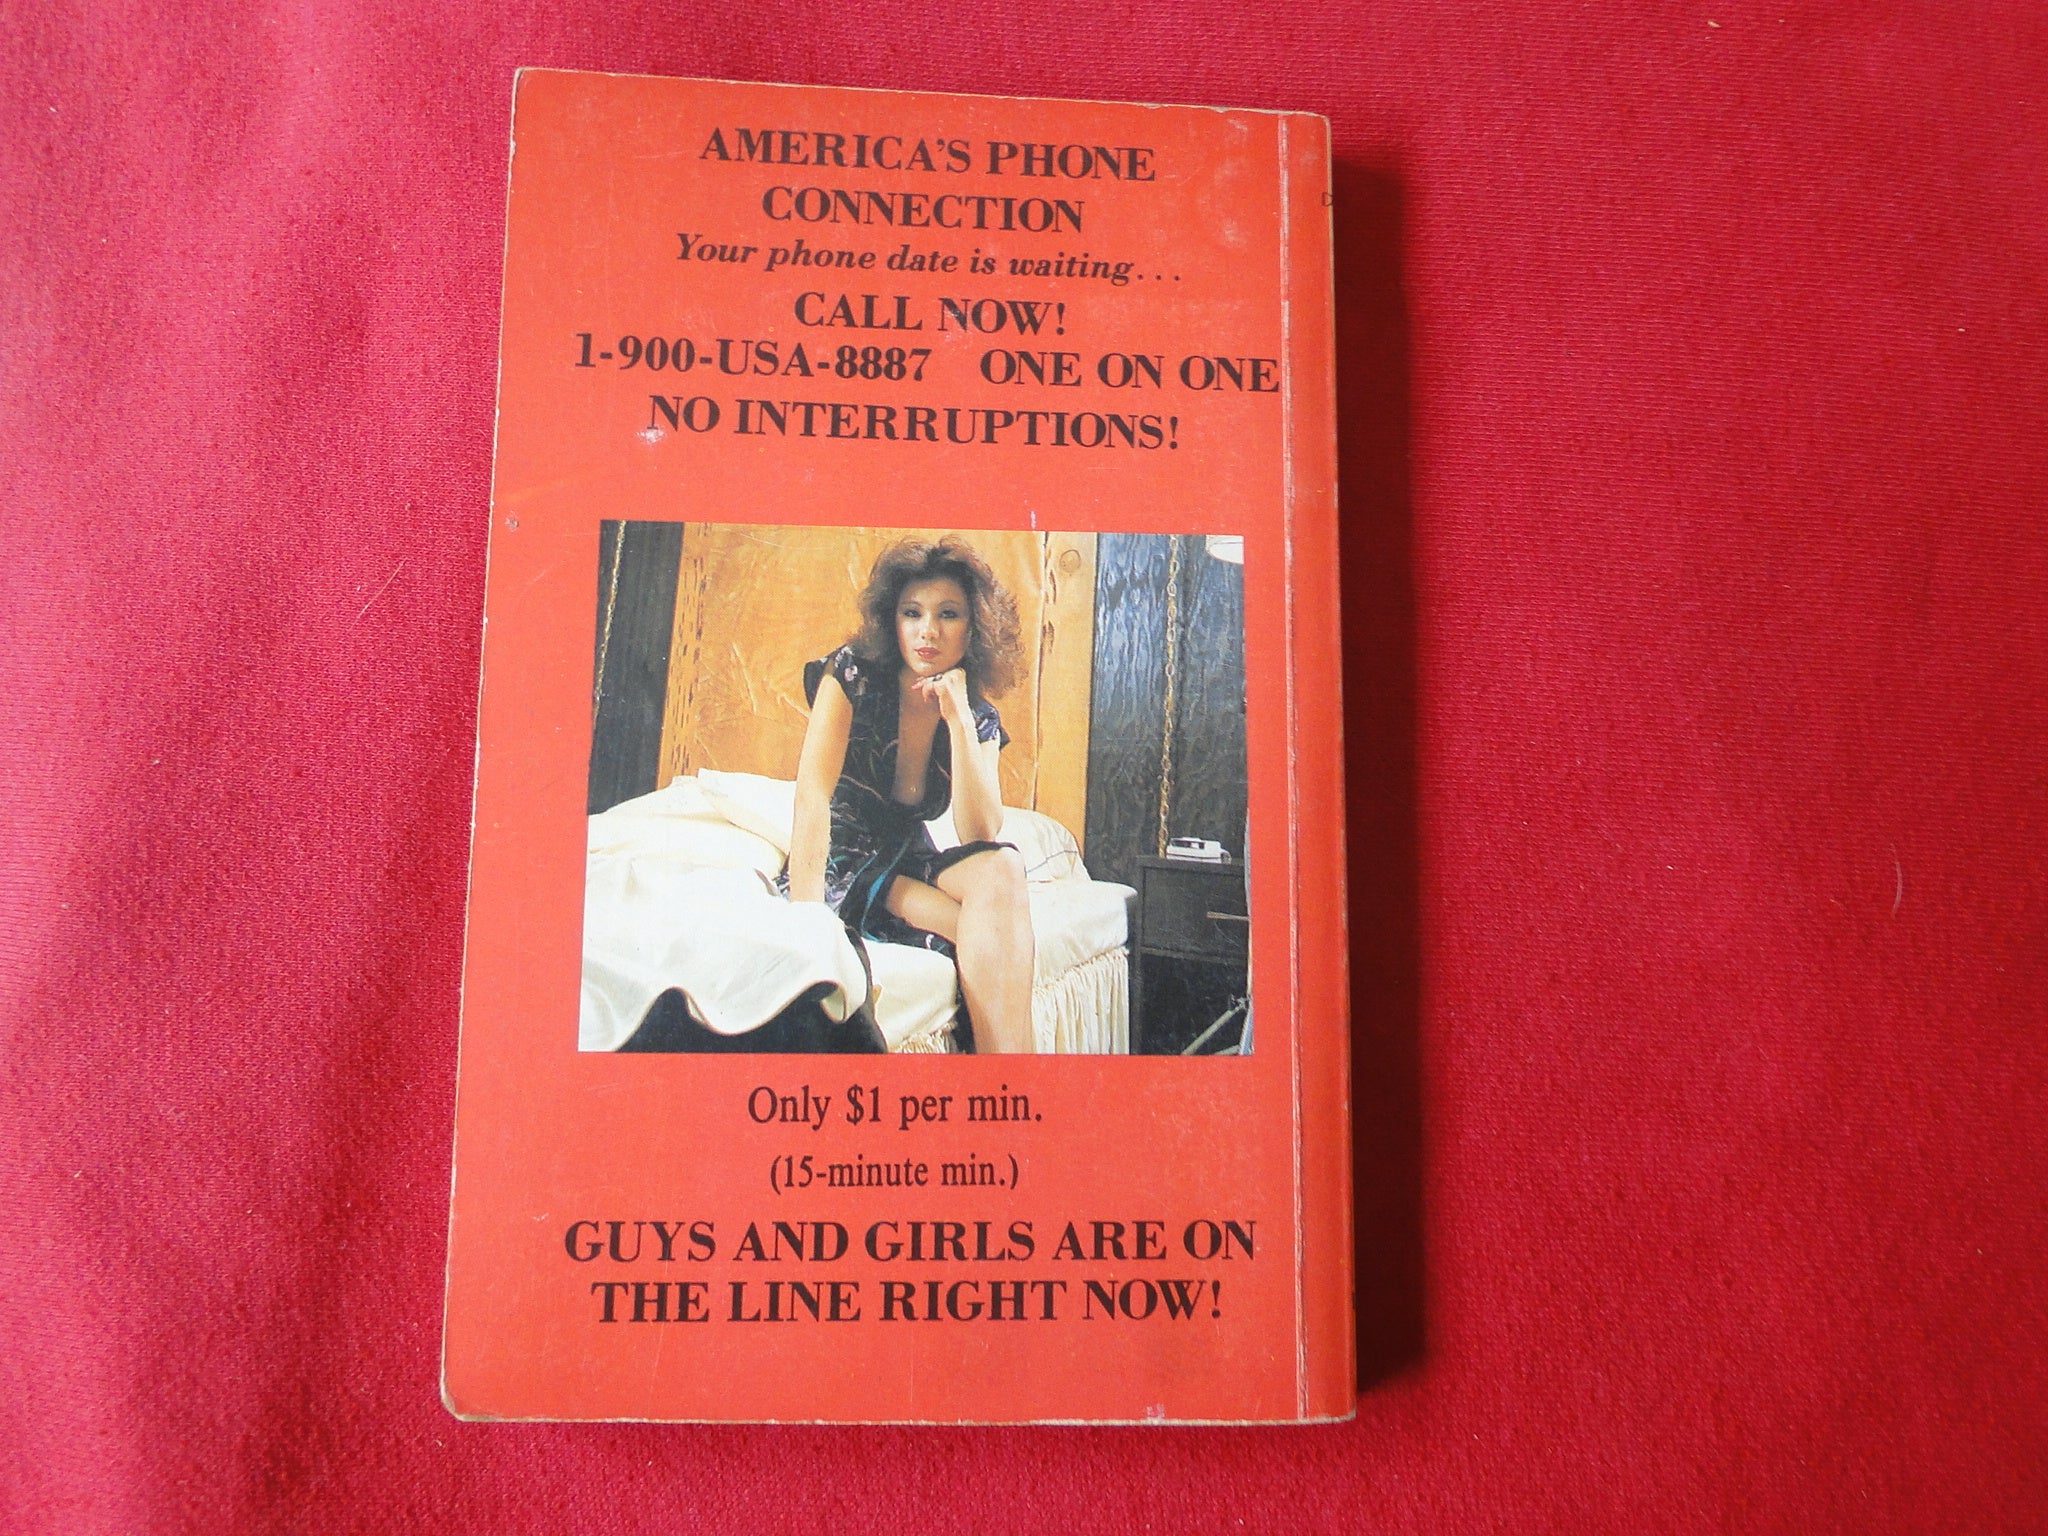 AMERICA'S PHONE
CONNECTION
Your phone date is waiting...
CALL NOW!
1-900-USA-8887 ONE ON ONE
NO INTERRUPTIONS!
Only $1 per min.
(15-minute min.)
GUYS AND GIRLS ARE ON
THE LINE RIGHT NOW!